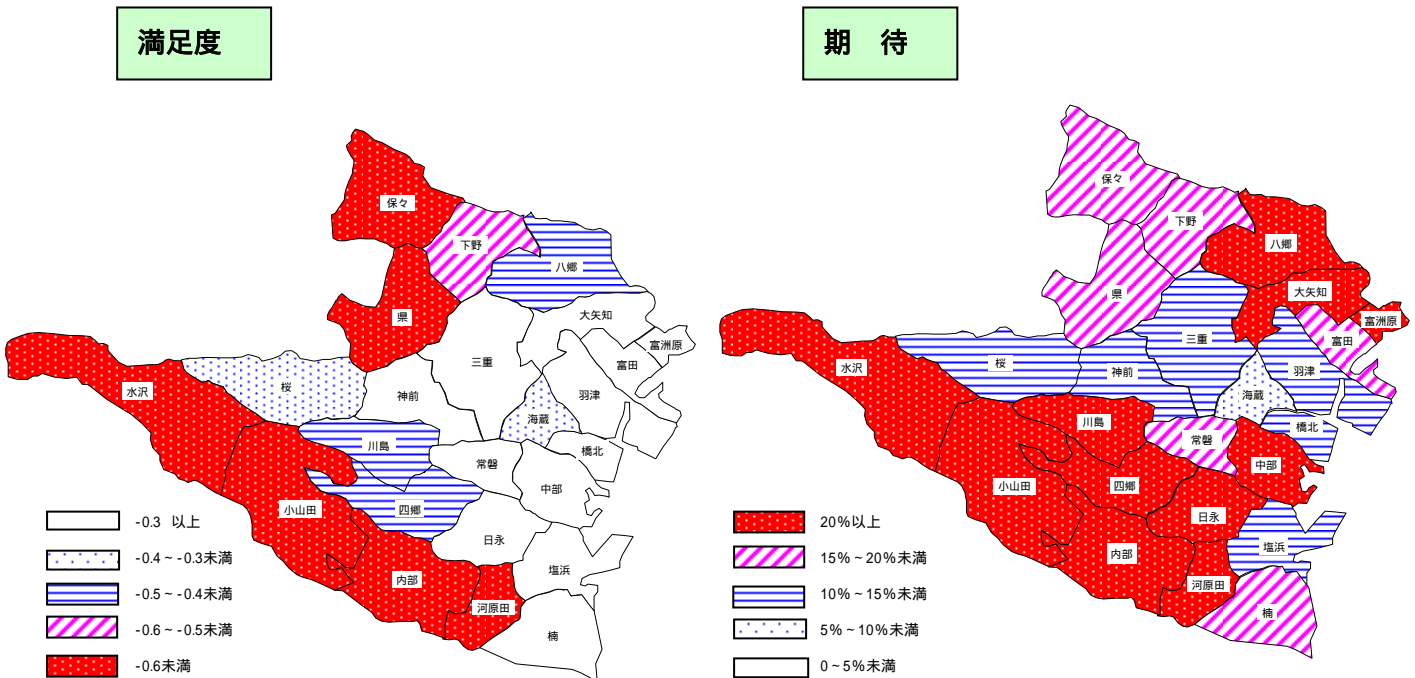 満足度
保々
下野
八郷
県
大矢知
富洲原
三重
富田
水沢
桜
神前
羽津
海蔵
川島
常磐
橋北
中部
小山田
四郷
日永
塩浜
内部
河原田
楠
-0.3 以上
-0.4~-0.3未満
-0.5~-0.4未満
-0.6~-0.5未満
-0.6未満
期 待
保々
下野
八郷
県
大矢知
富洲原
三重
富田
水沢
桜
神前
羽津
海蔵
川島
常磐
橋北
中部
小山田
四郷
日永
塩浜
内部
河原田
楠
20%以上
15%~20%未満
10%~15%未満
5%~10%未満
0~5%未満